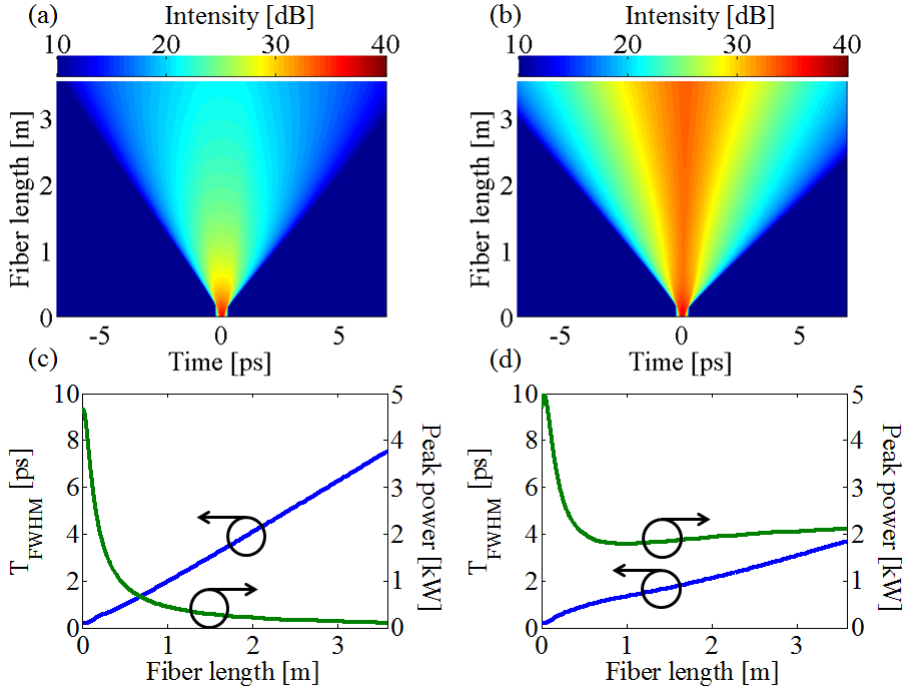 (a) Intensity [dB]
10 20 30 40
Fiber length [m]
3
2
1
0
-5 0 5
Time [ps]
(b) Intensity [dB]
10 20 30 40
Fiber length [m]
3
2
1
0
-5 0 5
Time [ps]
(c)
T_FWHM [ps]
10
8
6
4
2
0
5
4
3
2
1
0
Peak power [kW]
0 1 2 3
Fiber length [m]
(d)
T_FWHM [ps]
10
8
6
4
2
0
5
4
3
2
1
0
Peak power [kW]
0 1 2 3
Fiber length [m]